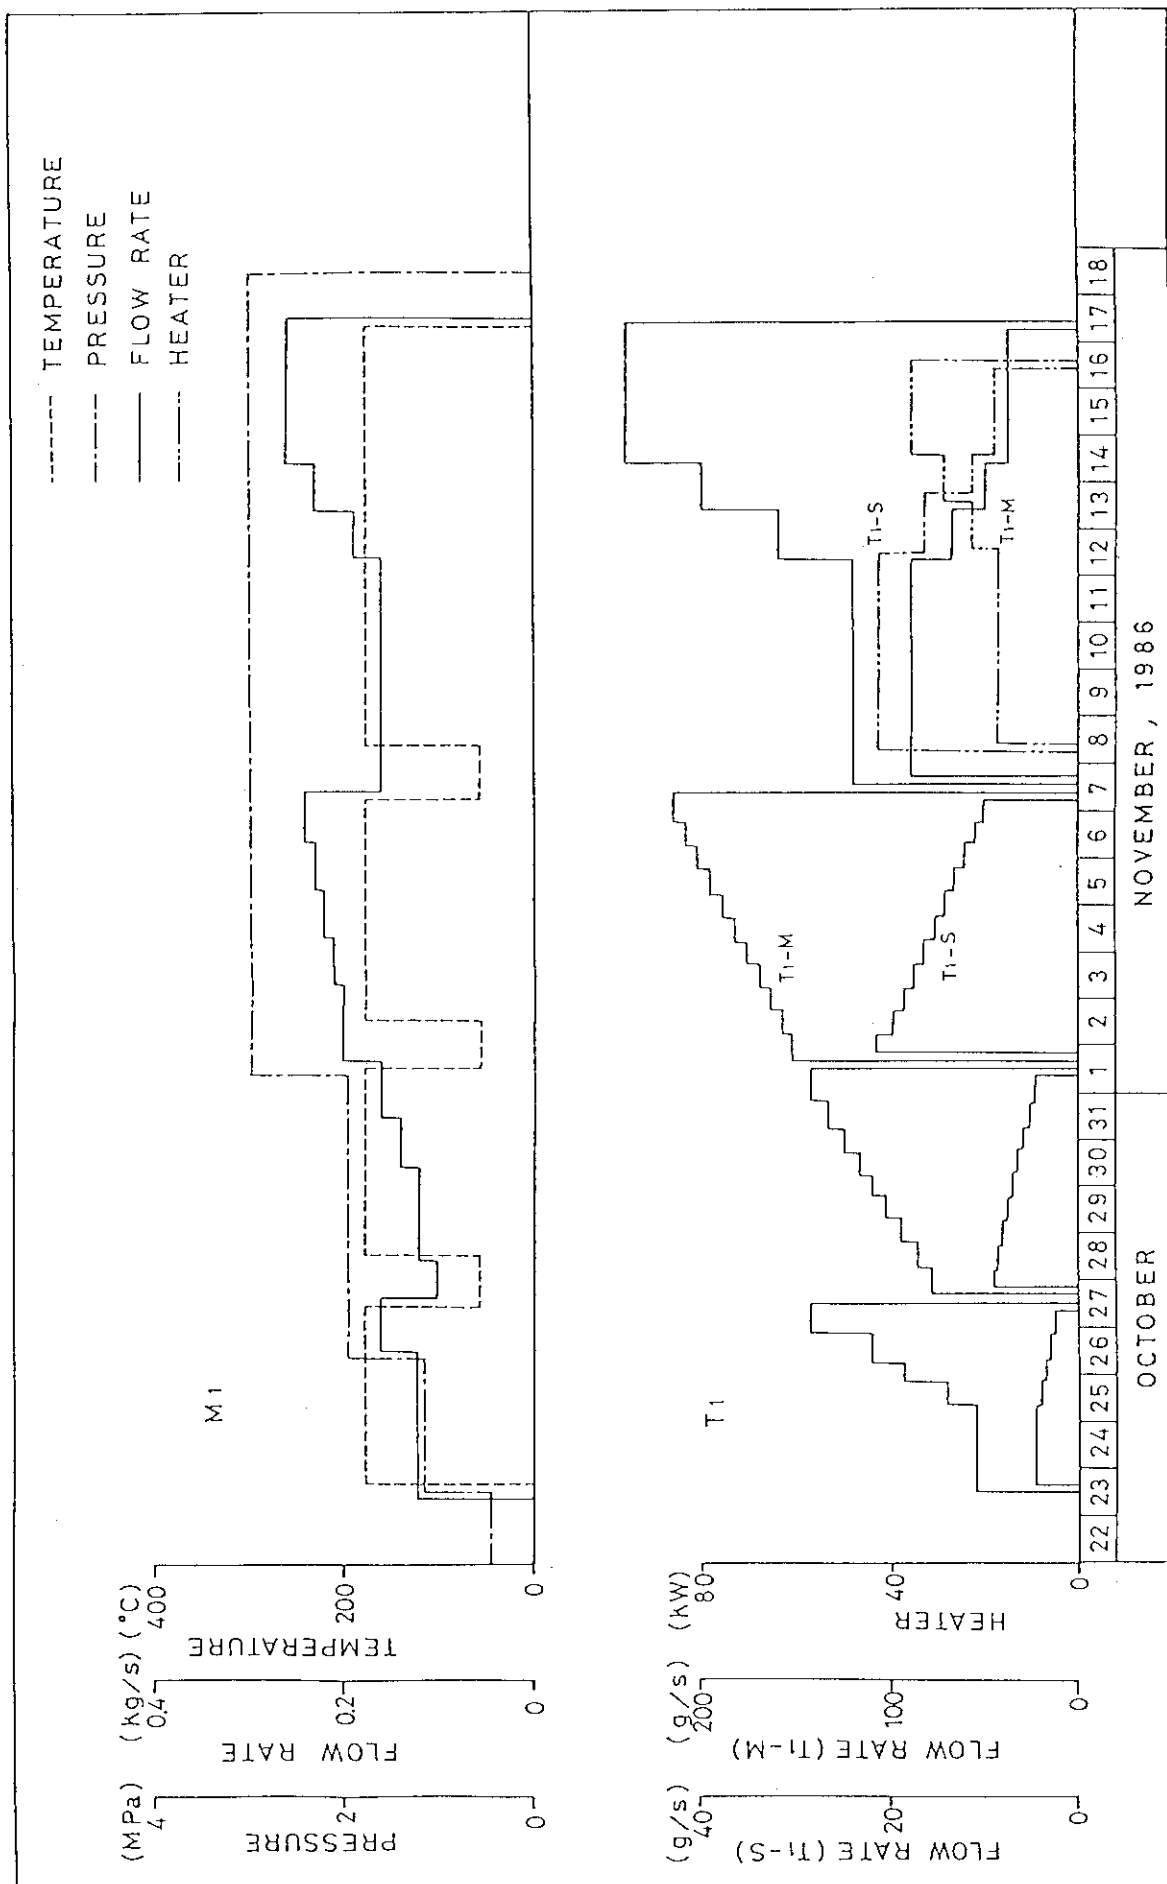 TEMPERATURE
PRESSURE
FLOW RATE
HEATER
M1
(MPa) (kg/s) (°C)
4 0.4 400
2 0.2 200
0 0 0
PRESSURE
FLOW RATE
TEMPERATURE
T1
T1-M
T1-S
T1-S
T1-M
(g/s) (g/s) (kW)
40 200 80
20 100 40
0 0 0
FLOW RATE (T1-S)
FLOW RATE (T1-M)
HEATER
22 23 24 25 26 27 28 29 30 31 1 2 3 4 5 6 7 8 9 10 11 12 13 14 15 16 17 18
OCTOBER NOVEMBER, 1986